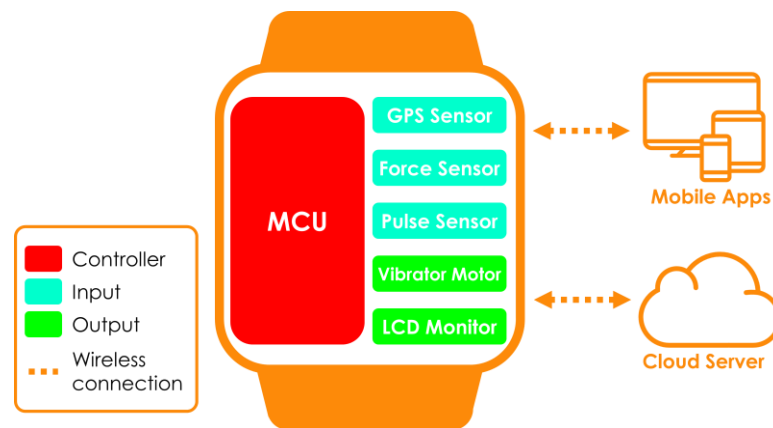 GPS Sensor
Force Sensor
MCU
Pulse Sensor
Vibrator Motor
LCD Monitor
Mobile Apps
Cloud Server
Controller
Input
Output
Wireless
connection